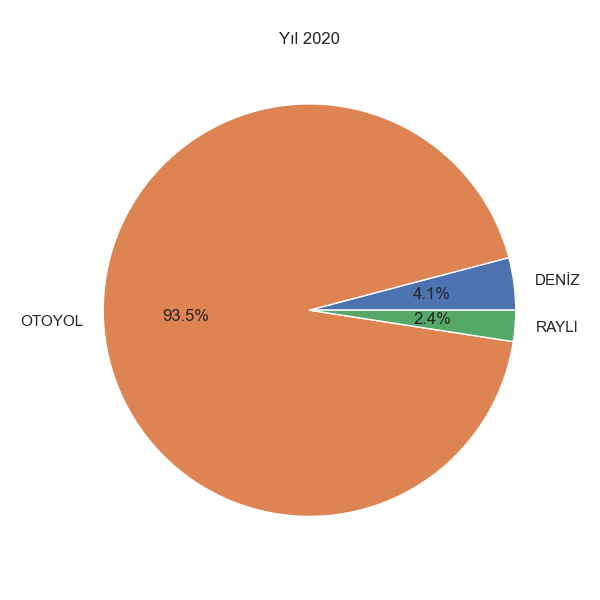 Yıl 2020
DENİZ
4.1%
OTOYOL
93.5%
2.4%
RAYLI